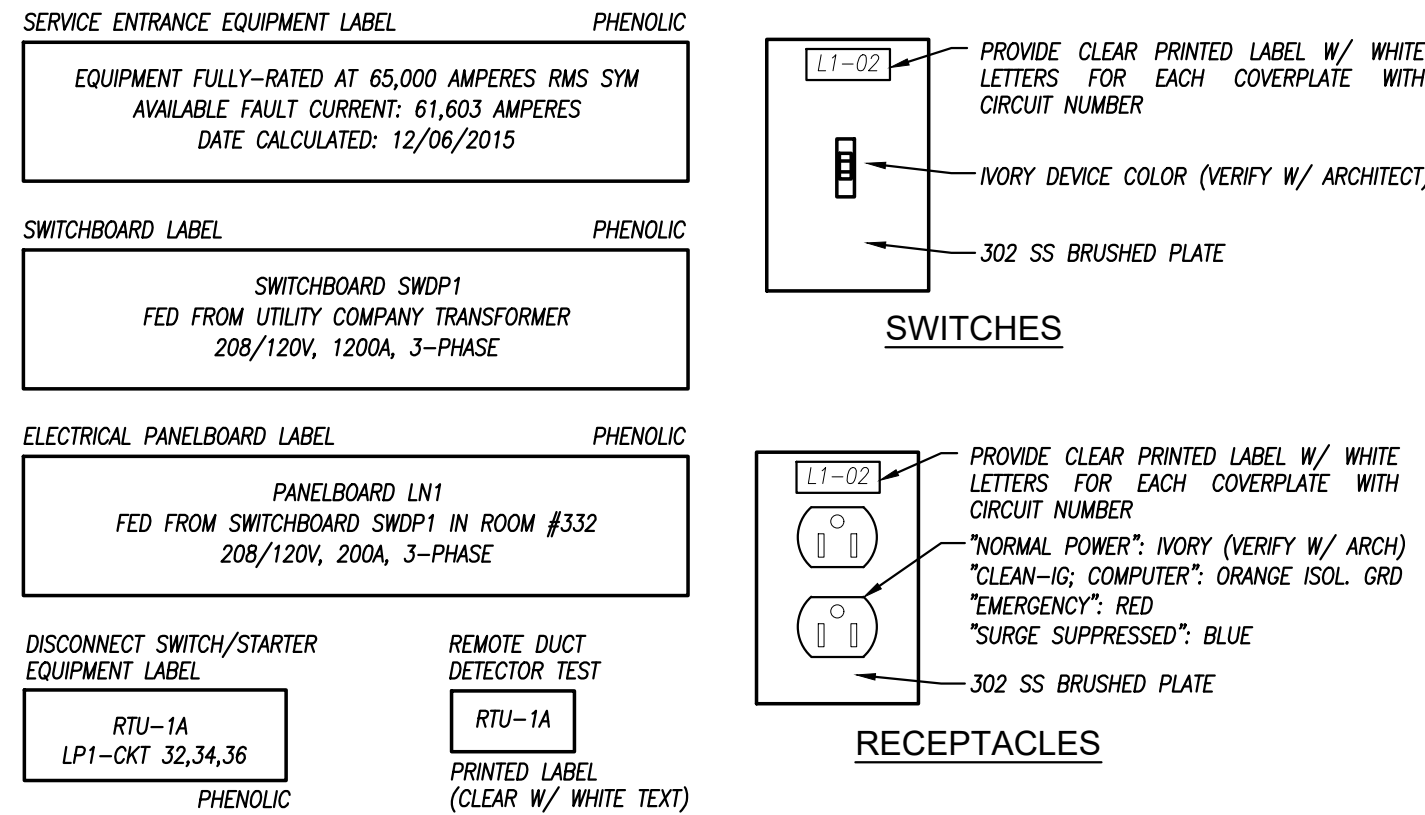 SERVICE ENTRANCE EQUIPMENT LABEL PHENOLIC
EQUIPMENT FULLY-RATED AT 65,000 AMPERES RMS SYM
AVAILABLE FAULT CURRENT: 61,603 AMPERES
DATE CALCULATED: 12/06/2015
SWITCHBOARD LABEL PHENOLIC
SWITCHBOARD SWDP1
FED FROM UTILITY COMPANY TRANSFORMER
208/120V, 1200A, 3-PHASE
ELECTRICAL PANELBOARD LABEL PHENOLIC
PANELBOARD LN1
FED FROM SWITCHBOARD SWDP1 IN ROOM #332
208/120V, 200A, 3-PHASE
DISCONNECT SWITCH/STARTER
EQUIPMENT LABEL
RTU-1A
LP1-CKT 32,34,36
PHENOLIC
REMOTE DUCT
DETECTOR TEST
RTU-1A
PRINTED LABEL
(CLEAR W/ WHITE TEXT)
L1-02
PROVIDE CLEAR PRINTED LABEL W/ WHITE
LETTERS FOR EACH COVERPLATE WITH
CIRCUIT NUMBER
IVORY DEVICE COLOR (VERIFY W/ ARCHITECT)
302 SS BRUSHED PLATE
SWITCHES
L1-02
PROVIDE CLEAR PRINTED LABEL W/ WHITE
LETTERS FOR EACH COVERPLATE WITH
CIRCUIT NUMBER
"NORMAL POWER": IVORY (VERIFY W/ ARCH)
"CLEAN-IG; COMPUTER": ORANGE ISOL. GRD
"EMERGENCY": RED
"SURGE SUPPRESSED": BLUE
302 SS BRUSHED PLATE
RECEPTACLES